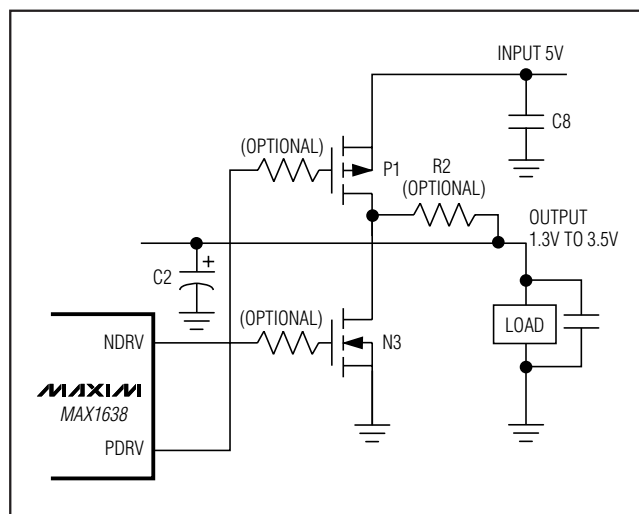 INPUT 5V
C8
(OPTIONAL)
P1
R2
(OPTIONAL)
OUTPUT
1.3V TO 3.5V
+
C2
(OPTIONAL)
LOAD
NDRV
N3
MAXIM
MAX1638
PDRV